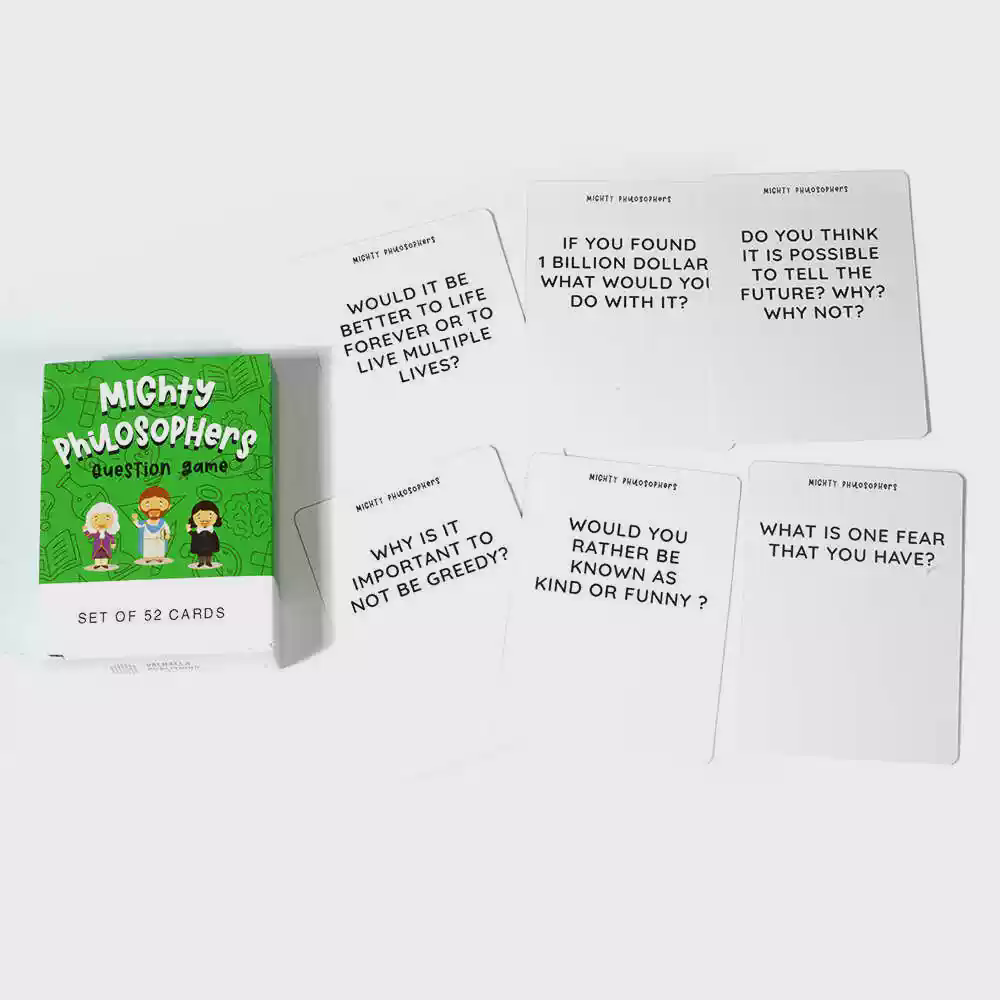 MIGHTY
PHILOSOPHERS
QUESTION GAME
SET OF 52 CARDS
VALHALLA
MIGHTY PHILOSOPHERS
WOULD IT BE
BETTER TO LIFE
FOREVER OR TO
LIVE MULTIPLE
LIVES?
MIGHTY PHILOSOPHERS
IF YOU FOUND
1 BILLION DOLLAR
WHAT WOULD YOU
DO WITH IT?
MIGHTY PHILOSOPHERS
DO YOU THINK
IT IS POSSIBLE
TO TELL THE
FUTURE? WHY?
WHY NOT?
MIGHTY PHILOSOPHERS
WHY IS IT
IMPORTANT TO
NOT BE GREEDY?
MIGHTY PHILOSOPHERS
WOULD YOU
RATHER BE
KNOWN AS
KIND OR FUNNY ?
MIGHTY PHILOSOPHERS
WHAT IS ONE FEAR
THAT YOU HAVE?